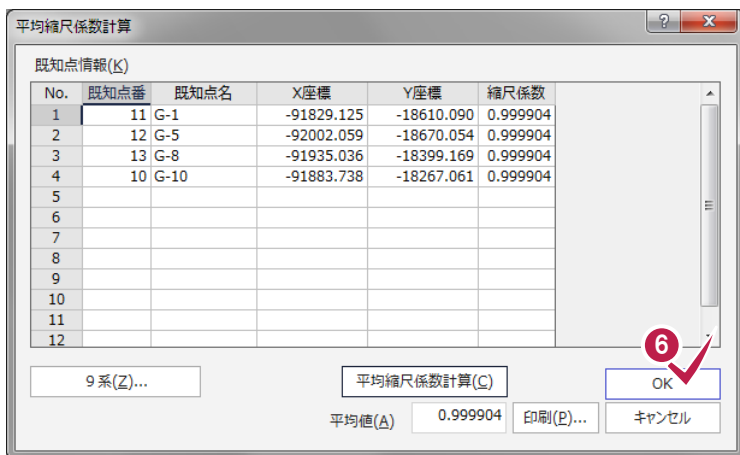 平均縮尺係数計算
既知点情報(K)
No. 既知点番 既知点名 X座標 Y座標 縮尺係数
1 11 G-1 -91829.125 -18610.090 0.999904
2 12 G-5 -92002.059 -18670.054 0.999904
3 13 G-8 -91935.036 -18399.169 0.999904
4 10 G-10 -91883.738 -18267.061 0.999904
5
6
7
8
9
10
11
12
6
9系(Z)... 平均縮尺係数計算(C) OK
平均値(A) 0.999904 印刷(P)... キャンセル